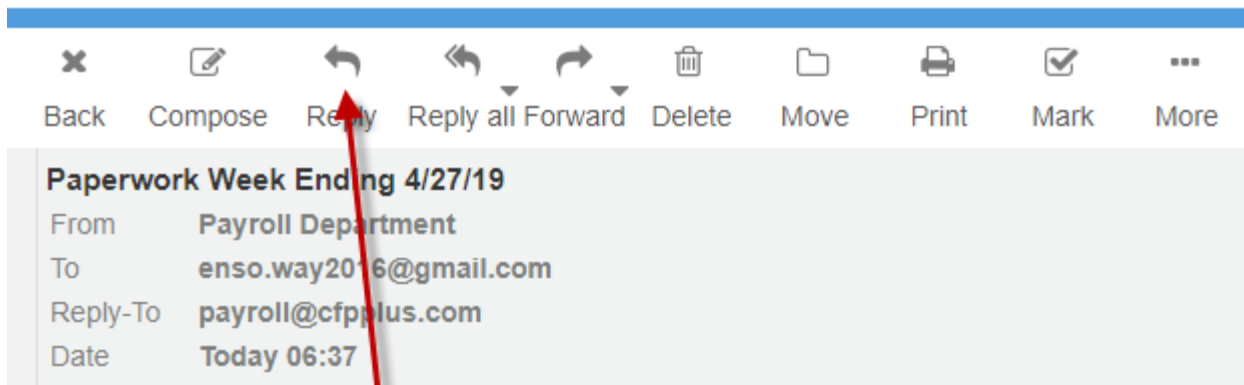 Back Compose Reply Reply all Forward Delete Move Print Mark More
Paperwork Week Ending 4/27/19
From Payroll Department
To enso.way2016@gmail.com
Reply-To payroll@cfpplus.com
Date Today 06:37